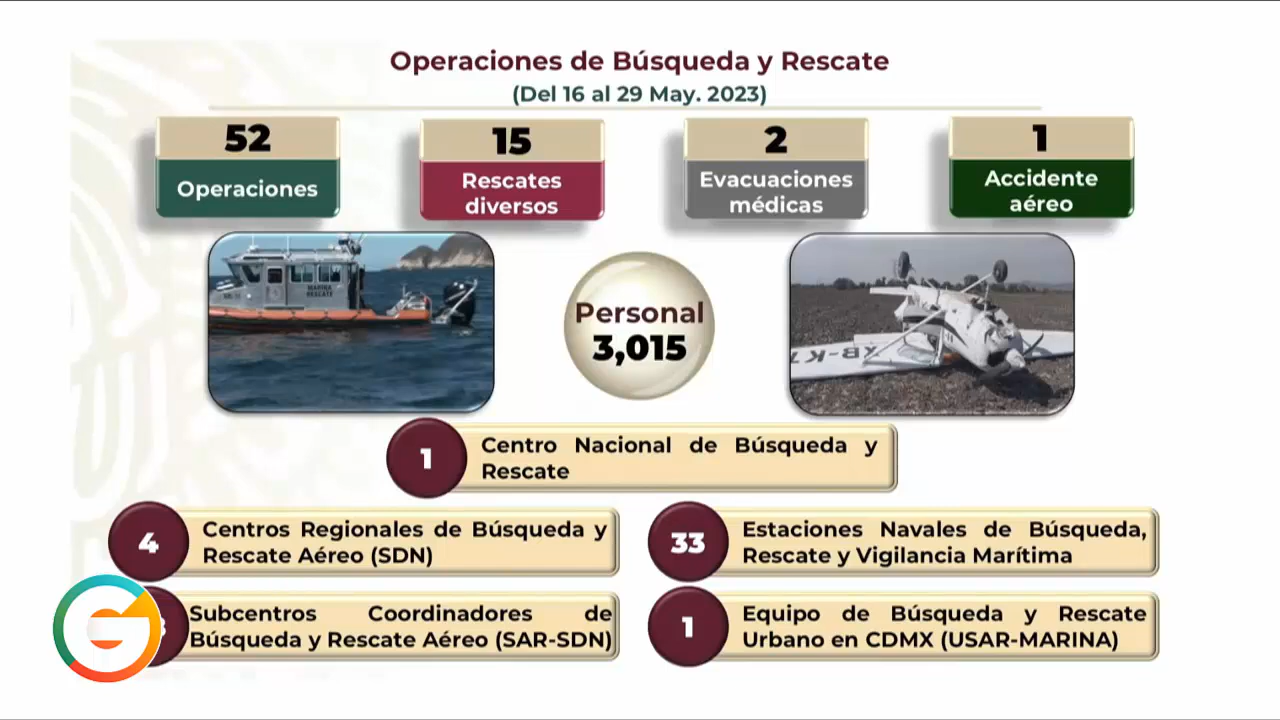 Operaciones de Búsqueda y Rescate
(Del 16 al 29 May. 2023)
52
Operaciones
15
Rescates
diversos
2
Evacuaciones
médicas
1
Accidente
aéreo
MARINA
RESCATE
Personal
3,015
XB-K
1
Centro Nacional de Búsqueda y
Rescate
4
Centros Regionales de Búsqueda y
Rescate Aéreo (SDN)
33
Estaciones Navales de Búsqueda,
Rescate y Vigilancia Marítima
G
Subcentros Coordinadores de
Búsqueda y Rescate Aéreo (SAR-SDN)
1
Equipo de Búsqueda y Rescate
Urbano en CDMX (USAR-MARINA)